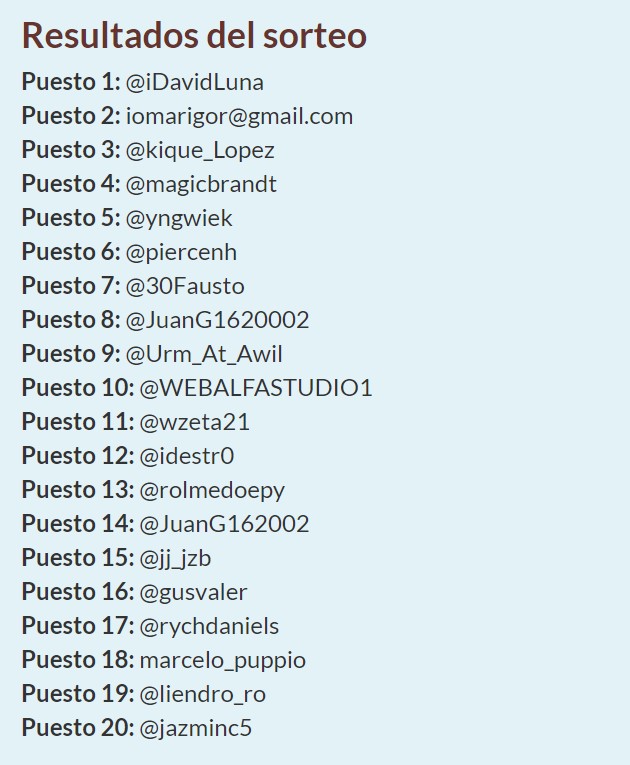 Resultados del sorteo
Puesto 1: @iDavidLuna
Puesto 2: iomarigor@gmail.com
Puesto 3: @kique_Lopez
Puesto 4: @magicbrandt
Puesto 5: @yngwiek
Puesto 6: @piercenh
Puesto 7: @30Fausto
Puesto 8: @JuanG1620002
Puesto 9: @Urm_At_Awil
Puesto 10: @WEBALFASTUDIO1
Puesto 11: @wzeta21
Puesto 12: @idestr0
Puesto 13: @rolmedoepy
Puesto 14: @JuanG162002
Puesto 15: @jj_jzb
Puesto 16: @gusvaler
Puesto 17: @rychdaniels
Puesto 18: marcelo_puppio
Puesto 19: @liendro_ro
Puesto 20: @jazminc5